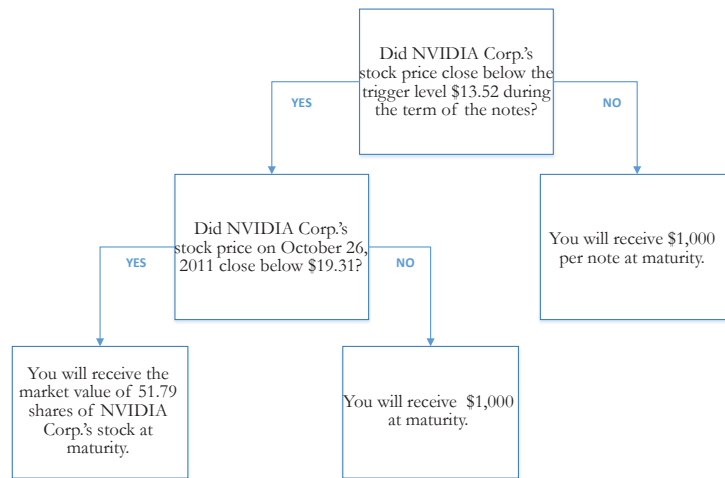 Did NVIDIA Corp.'s
stock price close below the
trigger level $13.52 during
the term of the notes?
YES
NO
Did NVIDIA Corp.'s
stock price on October 26,
2011 close below $19.31?
You will receive $1,000
per note at maturity.
YES
NO
You will receive the
market value of 51.79
shares of NVIDIA
Corp.'s stock at
maturity.
You will receive $1,000
at maturity.